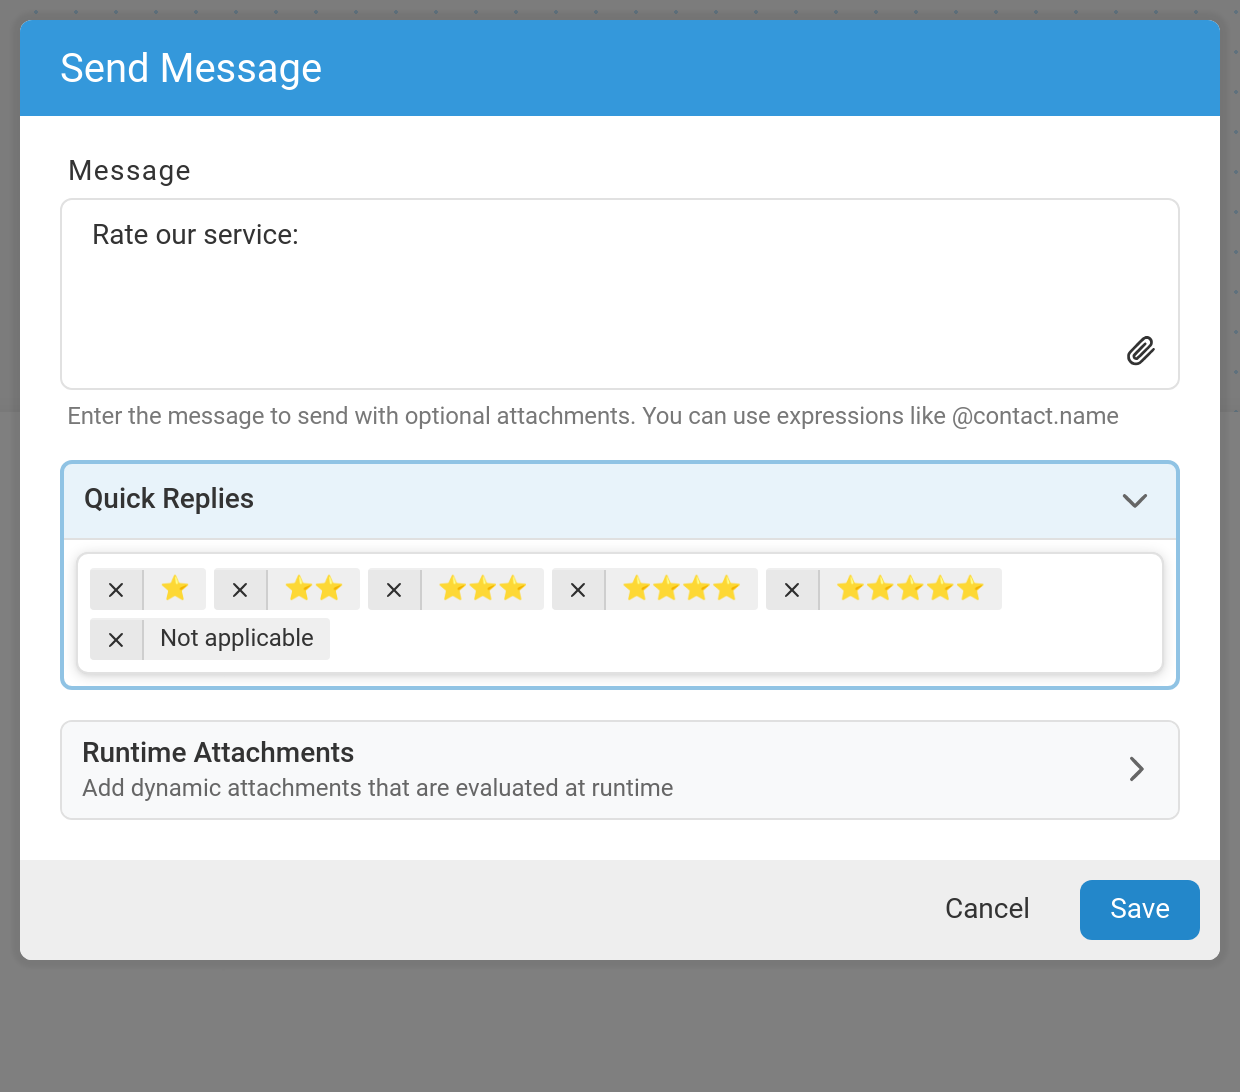 Send Message
Message
Rate our service:
Enter the message to send with optional attachments. You can use expressions like @contact.name
Quick Replies
× ⭐ × ⭐⭐ × ⭐⭐⭐ × ⭐⭐⭐⭐ × ⭐⭐⭐⭐⭐
× Not applicable
Runtime Attachments
Add dynamic attachments that are evaluated at runtime
Cancel Save